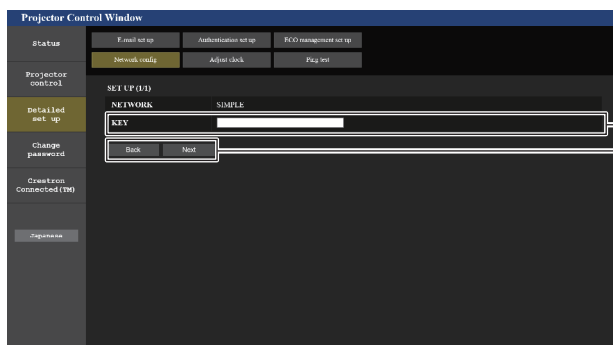 Projector Control Window
Status
Projector
control
Detailed
set up
Change
password
Crestron
Connected(TM)
Japanese
E-mail set up
Authentication set up
ECO management set up
Network config
Adjust clock
Ping test
SET UP (1/1)
NETWORK SIMPLE
KEY
Back Next